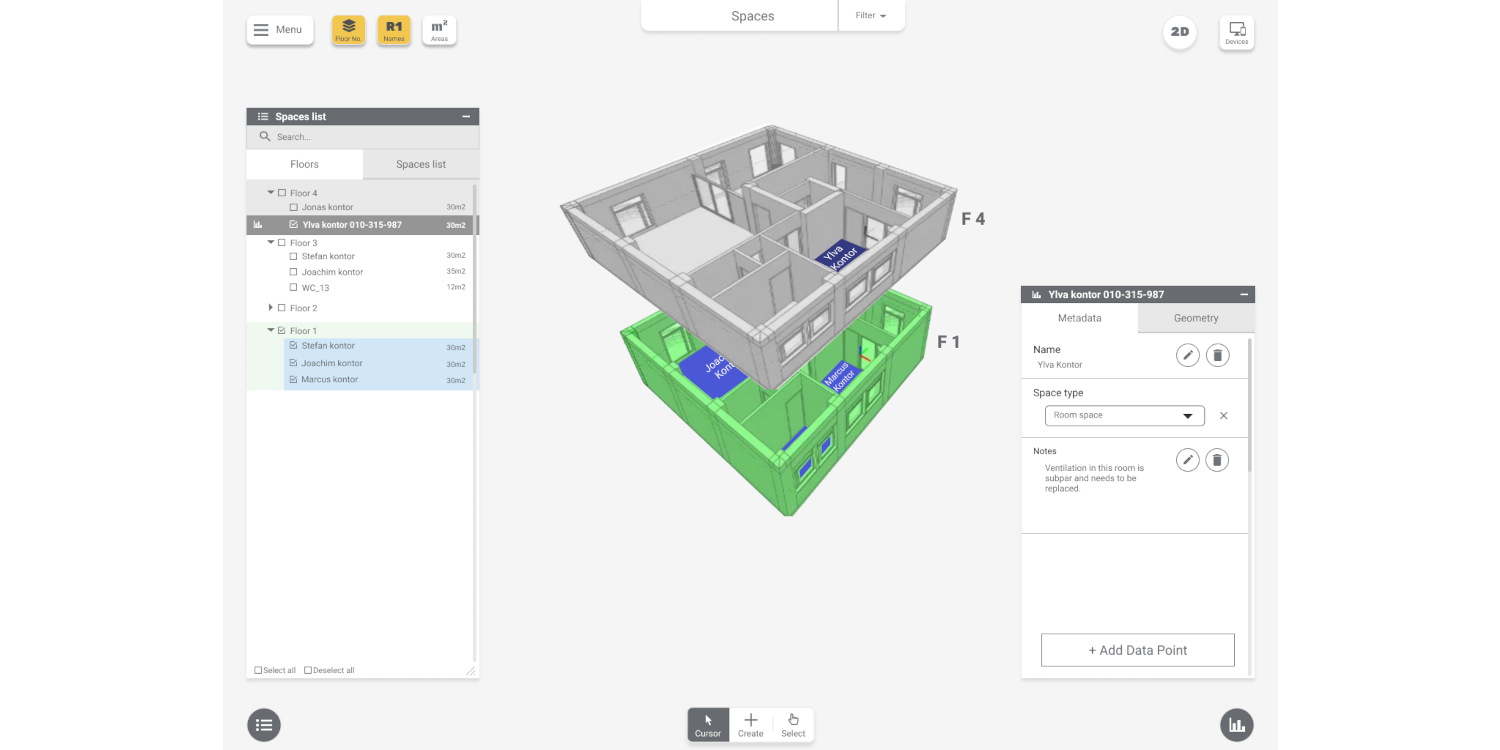 Menu
Floor No.
R1
Names
m²
Areas
Spaces
Filter
2D
Devices
Spaces list
Search...
Floors
Spaces list
Floor 4
Jonas kontor 30m2
Ylva kontor 010-315-987 30m2
Floor 3
Stefan kontor 30m2
Joachim kontor 35m2
WC_13 12m2
Floor 2
Floor 1
Stefan kontor 30m2
Joachim kontor 30m2
Marcus kontor 30m2
Select all Deselect all
F 4
Ylva
Kontor
F 1
Marcus
Kontor
Ylva kontor 010-315-987
Metadata
Geometry
Name
Ylva Kontor
Space type
Room space
Notes
Ventilation in this room is
subpar and needs to be
replaced.
+ Add Data Point
Cursor
Create
Select